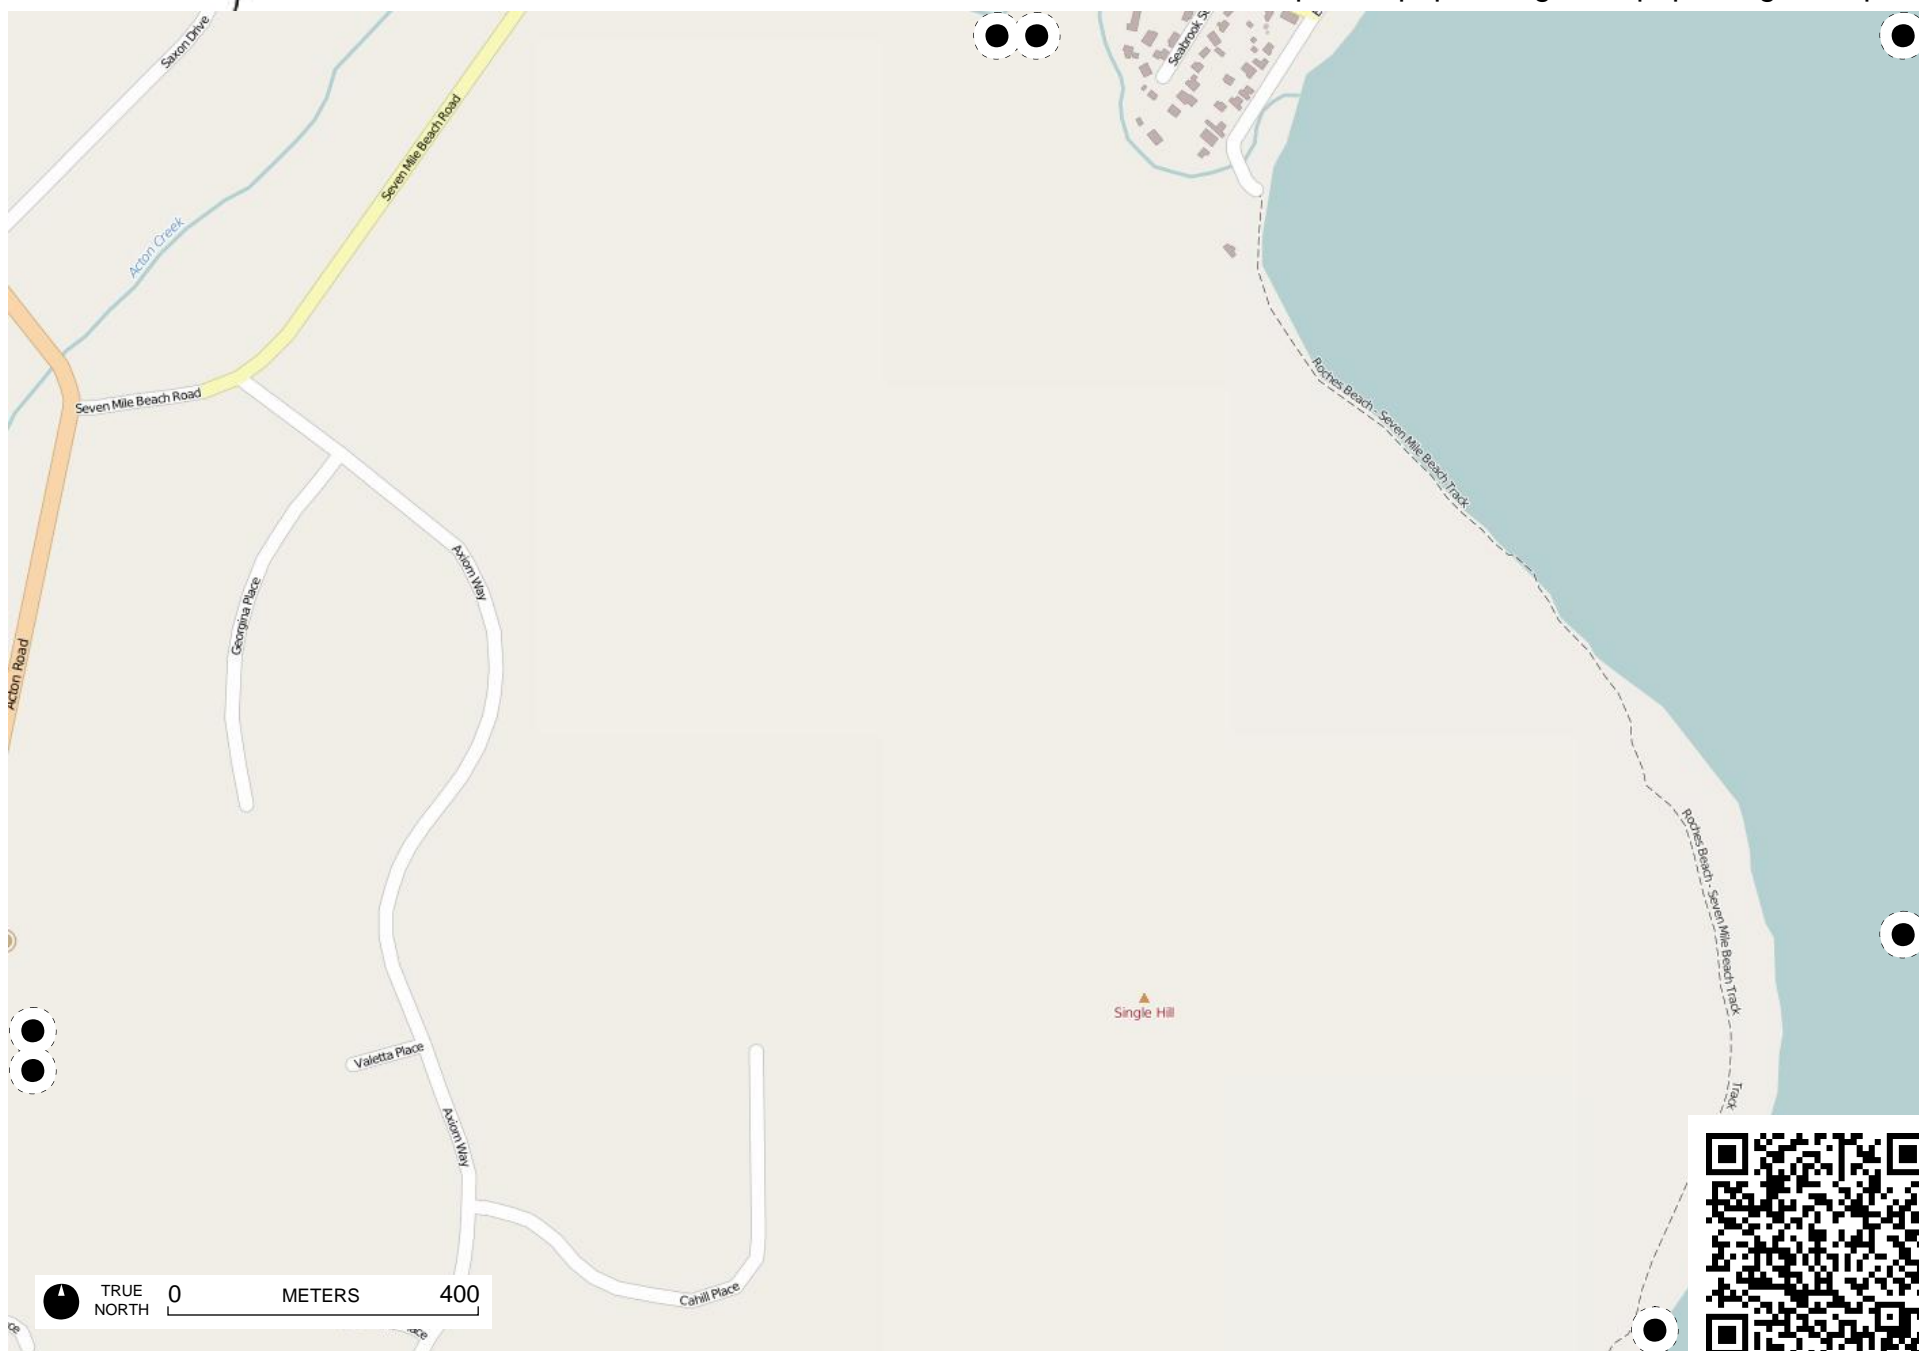 Saxon Drive
Seabrook
Seven Mile Beach Road
Acton Creek
Seven Mile Beach Road
Roches Beach - Seven Mile Beach Track
Axiom Way
Georgina Place
Acton Road
Roches Beach - Seven Mile Beach Track
Single Hill
Valetta Place
Track
Axiom Way
Cahill Place
TRUE NORTH
0 METERS 400